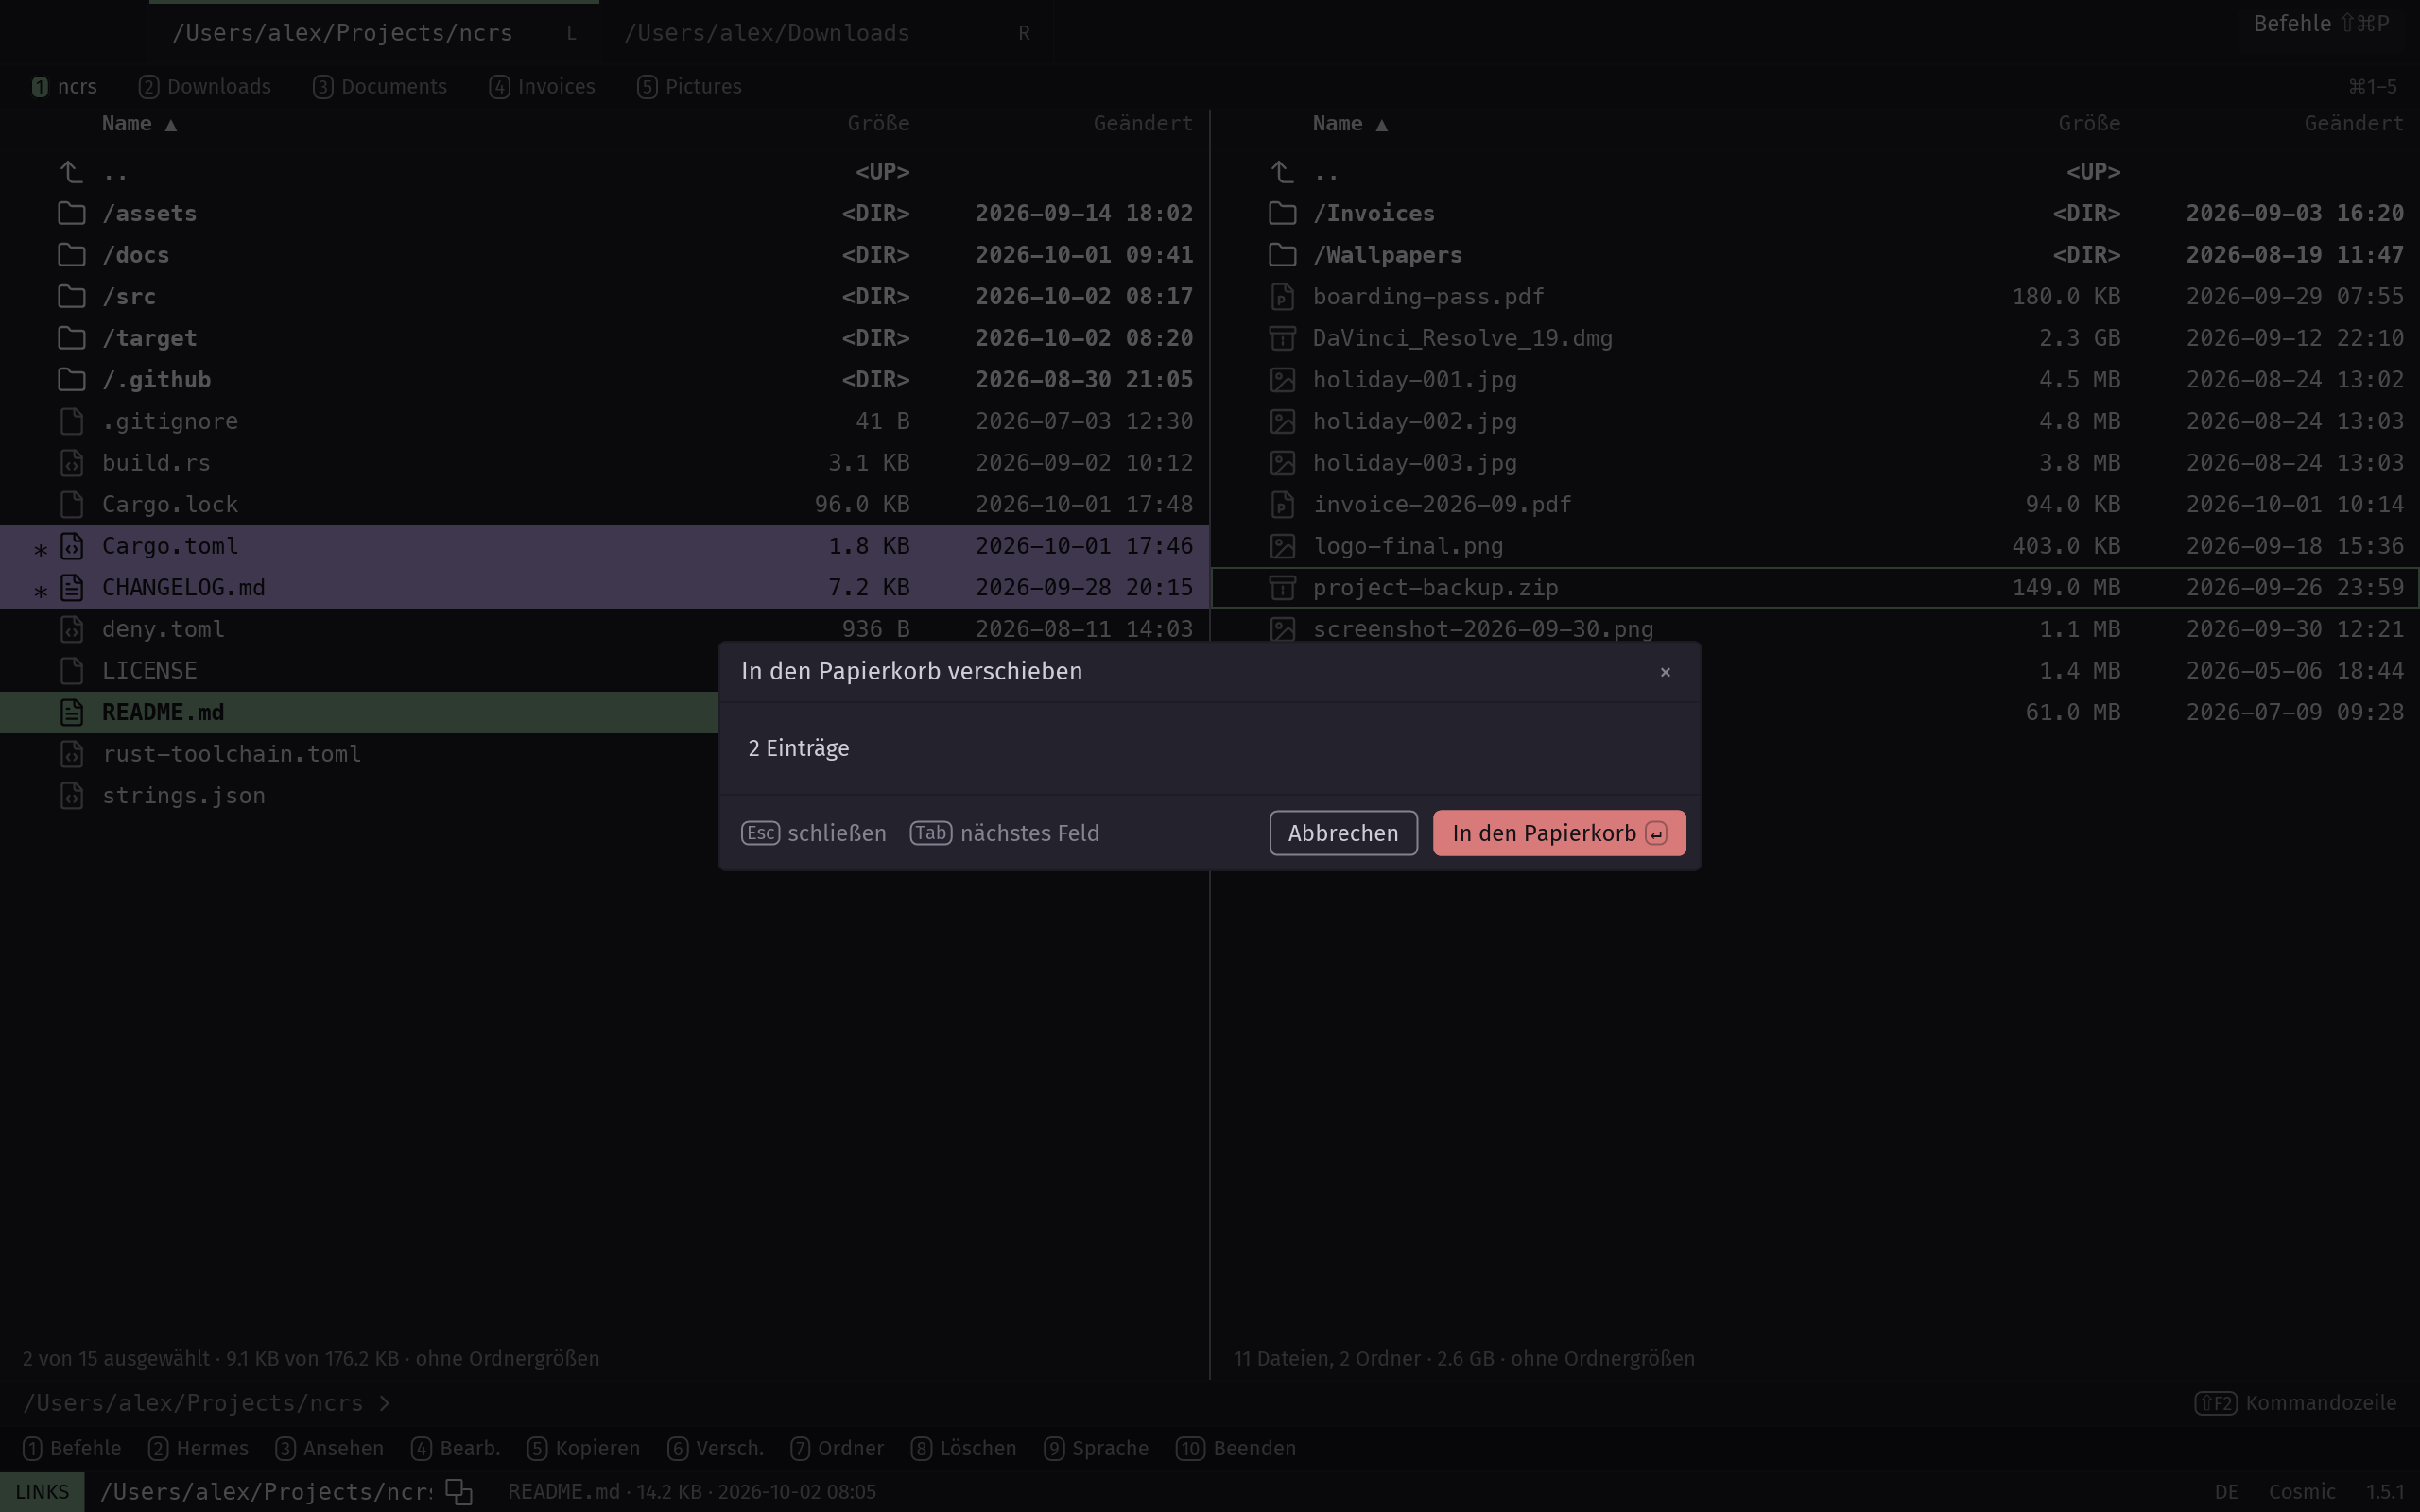 /Users/alex/Projects/ncrs L /Users/alex/Downloads R Befehle ⇧⌘P
1 ncrs 2 Downloads 3 Documents 4 Invoices 5 Pictures ⌘1–5
Name ▲ Größe Geändert
.. <UP>
/assets <DIR> 2026-09-14 18:02
/docs <DIR> 2026-10-01 09:41
/src <DIR> 2026-10-02 08:17
/target <DIR> 2026-10-02 08:20
/.github <DIR> 2026-08-30 21:05
.gitignore 41 B 2026-07-03 12:30
build.rs 3.1 KB 2026-09-02 10:12
Cargo.lock 96.0 KB 2026-10-01 17:48
* Cargo.toml 1.8 KB 2026-10-01 17:46
* CHANGELOG.md 7.2 KB 2026-09-28 20:15
deny.toml 936 B 2026-08-11 14:03
LICENSE
README.md
rust-toolchain.toml
strings.json
2 von 15 ausgewählt · 9.1 KB von 176.2 KB · ohne Ordnergrößen
Name ▲ Größe Geändert
.. <UP>
/Invoices <DIR> 2026-09-03 16:20
/Wallpapers <DIR> 2026-08-19 11:47
boarding-pass.pdf 180.0 KB 2026-09-29 07:55
DaVinci_Resolve_19.dmg 2.3 GB 2026-09-12 22:10
holiday-001.jpg 4.5 MB 2026-08-24 13:02
holiday-002.jpg 4.8 MB 2026-08-24 13:03
holiday-003.jpg 3.8 MB 2026-08-24 13:03
invoice-2026-09.pdf 94.0 KB 2026-10-01 10:14
logo-final.png 403.0 KB 2026-09-18 15:36
project-backup.zip 149.0 MB 2026-09-26 23:59
screenshot-2026-09-30.png 1.1 MB 2026-09-30 12:21
1.4 MB 2026-05-06 18:44
61.0 MB 2026-07-09 09:28
11 Dateien, 2 Ordner · 2.6 GB · ohne Ordnergrößen
In den Papierkorb verschieben ×
2 Einträge
Esc schließen Tab nächstes Feld Abbrechen In den Papierkorb ↵
/Users/alex/Projects/ncrs > ⇧F2 Kommandozeile
1 Befehle 2 Hermes 3 Ansehen 4 Bearb. 5 Kopieren 6 Versch. 7 Ordner 8 Löschen 9 Sprache 10 Beenden
LINKS /Users/alex/Projects/ncrs README.md · 14.2 KB · 2026-10-02 08:05 DE Cosmic 1.5.1